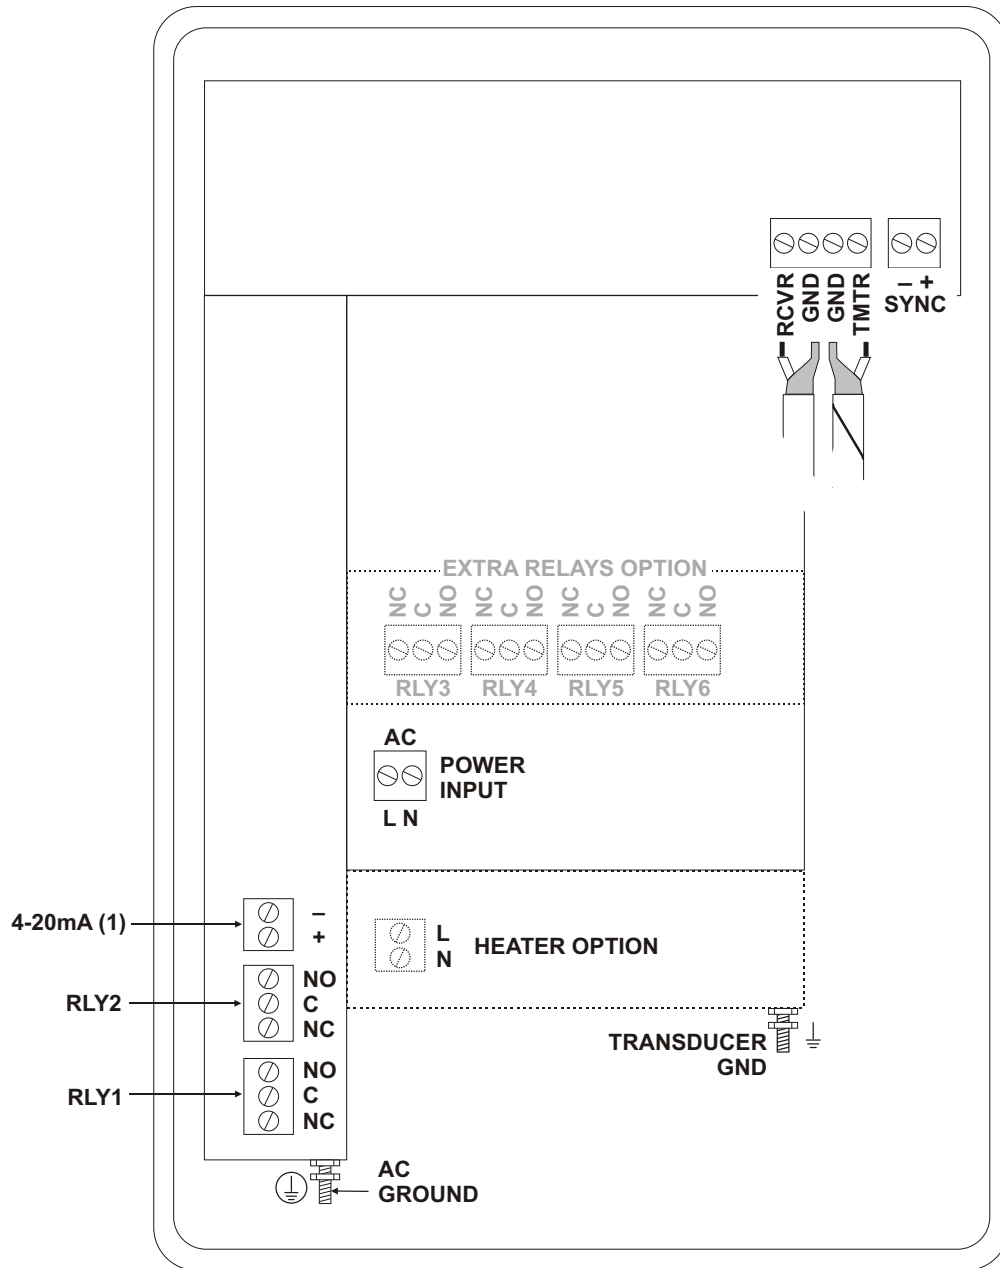 RCVR
GND
GND
TMTR
– +
SYNC
EXTRA RELAYS OPTION
NC C NO NC C NO NC C NO NC C NO
RLY3 RLY4 RLY5 RLY6
AC
POWER
INPUT
L N
4-20mA (1)
–
+
L
N
HEATER OPTION
RLY2
NO
C
NC
TRANSDUCER
GND
RLY1
NO
C
NC
AC
GROUND